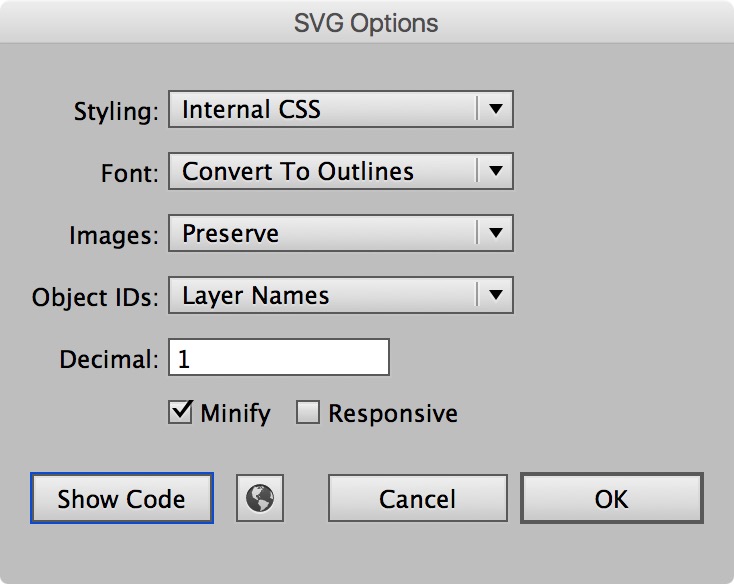 SVG Options
Styling: Internal CSS
Font: Convert To Outlines
Images: Preserve
Object IDs: Layer Names
Decimal: 1
Minify Responsive
Show Code Cancel OK